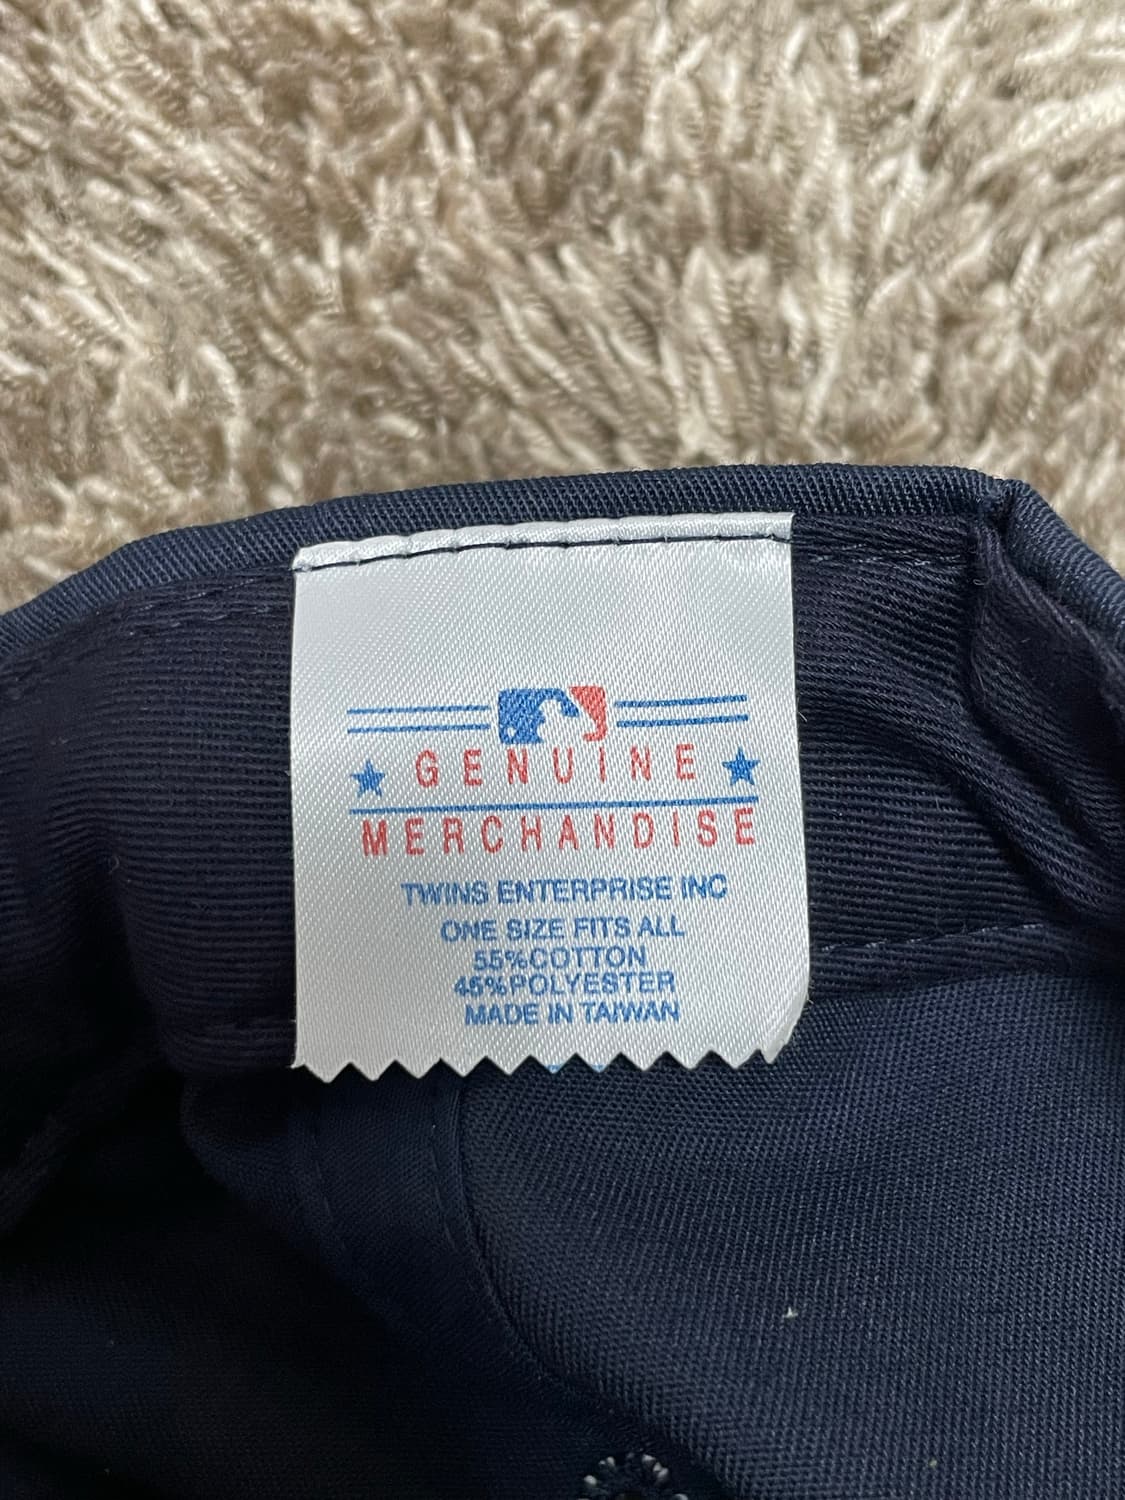 GENUINE
MERCHANDISE
TWINS ENTERPRISE INC
ONE SIZE FITS ALL
55%COTTON
45%POLYESTER
MADE IN TAIWAN